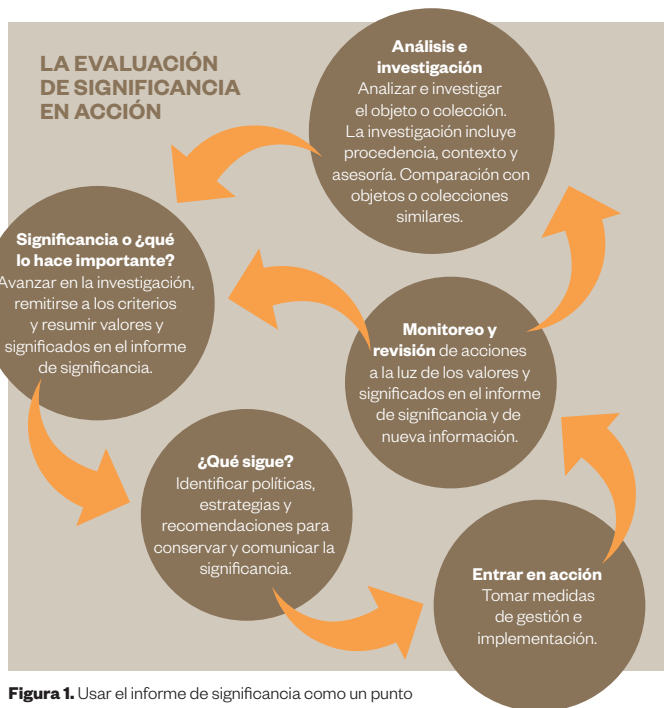 LA EVALUACIÓN
DE SIGNIFICANCIA
EN ACCIÓN
Análisis e
investigación
Analizar e investigar
el objeto o colección.
La investigación incluye
procedencia, contexto y
asesoría. Comparación con
objetos o colecciones
similares.
Significancia o ¿qué
lo hace importante?
Avanzar en la investigación,
remitirse a los criterios
y resumir valores y
significados en el informe
de significancia.
¿Qué sigue?
Identificar políticas,
estrategias y
recomendaciones para
conservar y comunicar la
significancia.
Entrar en acción
Tomar medidas
de gestión e
implementación.
Monitoreo y
revisión de acciones
a la luz de los valores y
significados en el informe
de significancia y de
nueva información.
Figura 1. Usar el informe de significancia como un punto